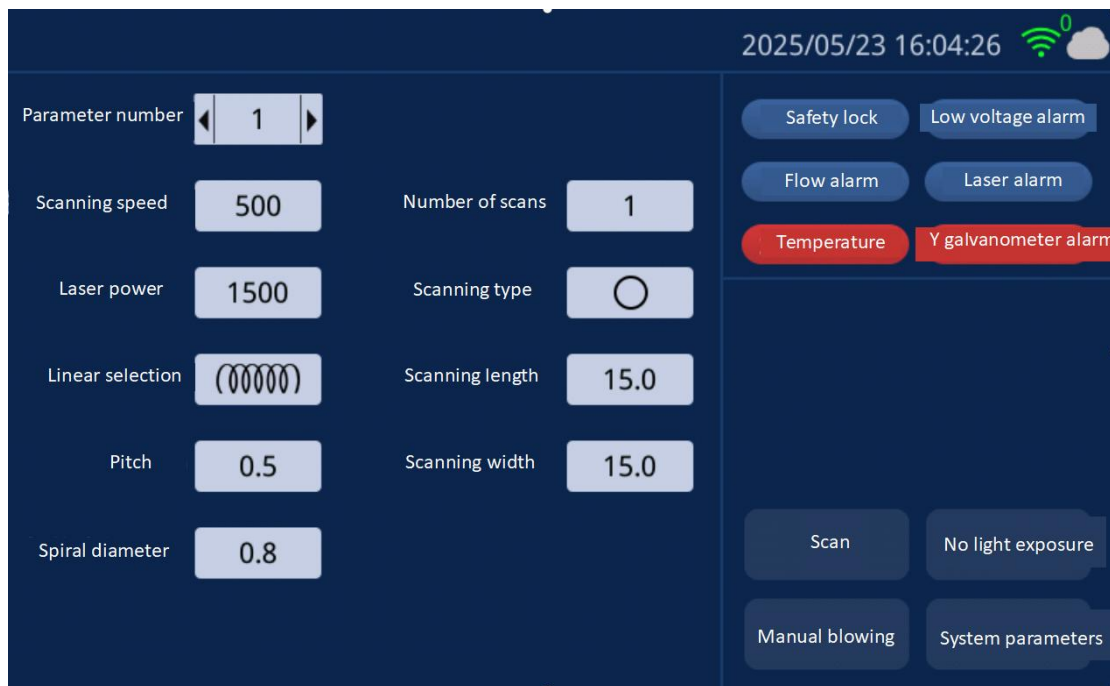 2025/05/23 16:04:26
0
Parameter number
1
Scanning speed
500
Number of scans
1
Laser power
1500
Scanning type
Linear selection
Scanning length
15.0
Pitch
0.5
Scanning width
15.0
Spiral diameter
0.8
Safety lock
Low voltage alarm
Flow alarm
Laser alarm
Temperature
Y galvanometer alarm
Scan
No light exposure
Manual blowing
System parameters